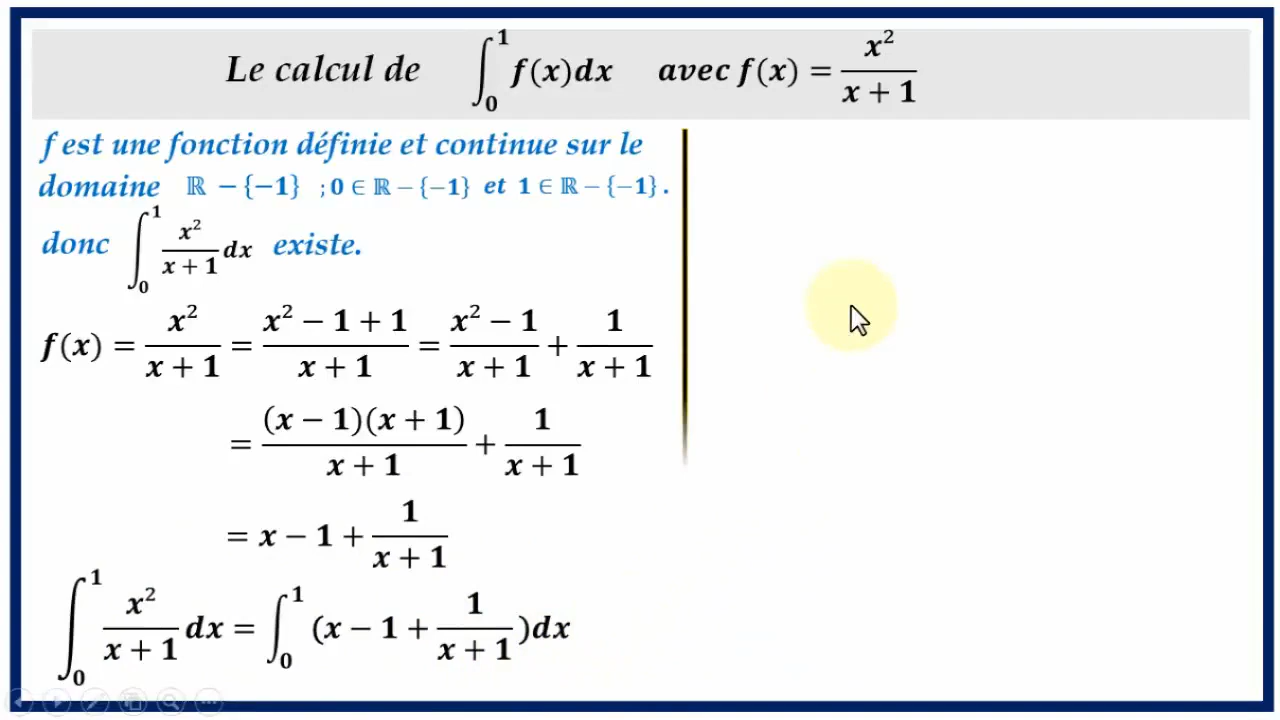 Le calcul de ∫₀¹ f(x)dx avec f(x) = x²/(x + 1)
f est une fonction définie et continue sur le
domaine ℝ − {−1} ; 0 ∈ ℝ − {−1} et 1 ∈ ℝ − {−1} .
donc ∫₀¹ x²/(x + 1) dx existe.
f(x) = x²/(x + 1) = (x² − 1 + 1)/(x + 1) = (x² − 1)/(x + 1) + 1/(x + 1)
= (x − 1)(x + 1)/(x + 1) + 1/(x + 1)
= x − 1 + 1/(x + 1)
∫₀¹ x²/(x + 1) dx = ∫₀¹ (x − 1 + 1/(x + 1))dx